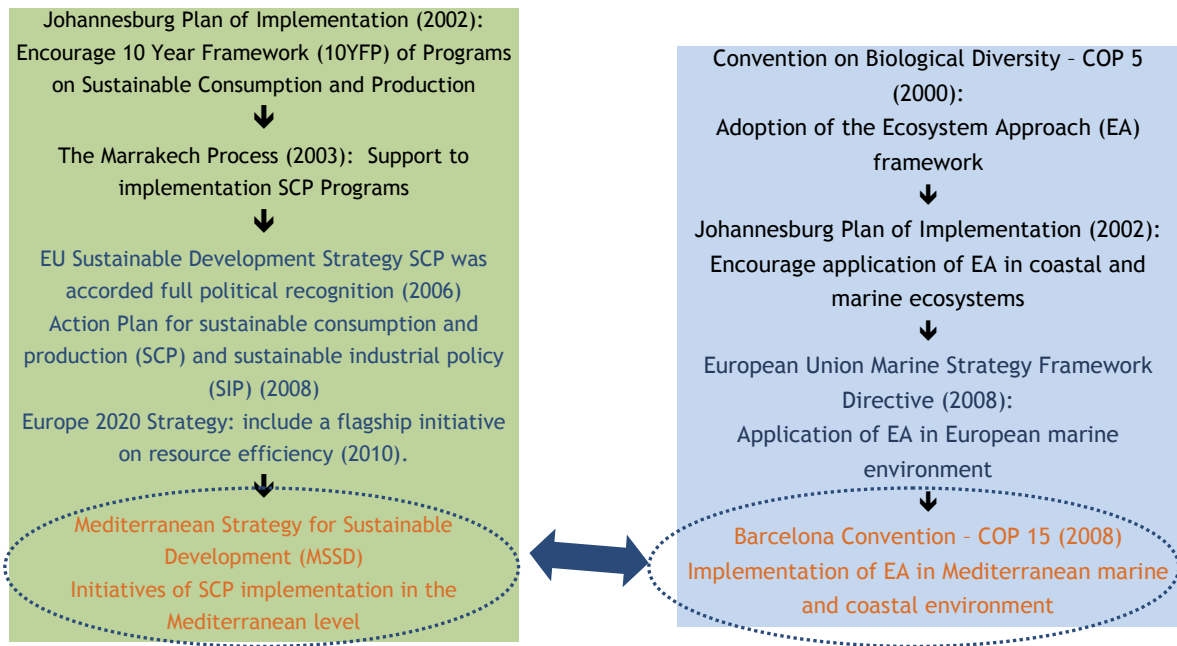 Johannesburg Plan of Implementation (2002):
Encourage 10 Year Framework (10YFP) of Programs
on Sustainable Consumption and Production
The Marrakech Process (2003): Support to
implementation SCP Programs
EU Sustainable Development Strategy SCP was
accorded full political recognition (2006)
Action Plan for sustainable consumption and
production (SCP) and sustainable industrial policy
(SIP) (2008)
Europe 2020 Strategy: include a flagship initiative
on resource efficiency (2010).
Mediterranean Strategy for Sustainable
Development (MSSD)
Initiatives of SCP implementation in the
Mediterranean level
Convention on Biological Diversity – COP 5
(2000):
Adoption of the Ecosystem Approach (EA)
framework
Johannesburg Plan of Implementation (2002):
Encourage application of EA in coastal and
marine ecosystems
European Union Marine Strategy Framework
Directive (2008):
Application of EA in European marine
environment
Barcelona Convention – COP 15 (2008)
Implementation of EA in Mediterranean marine
and coastal environment